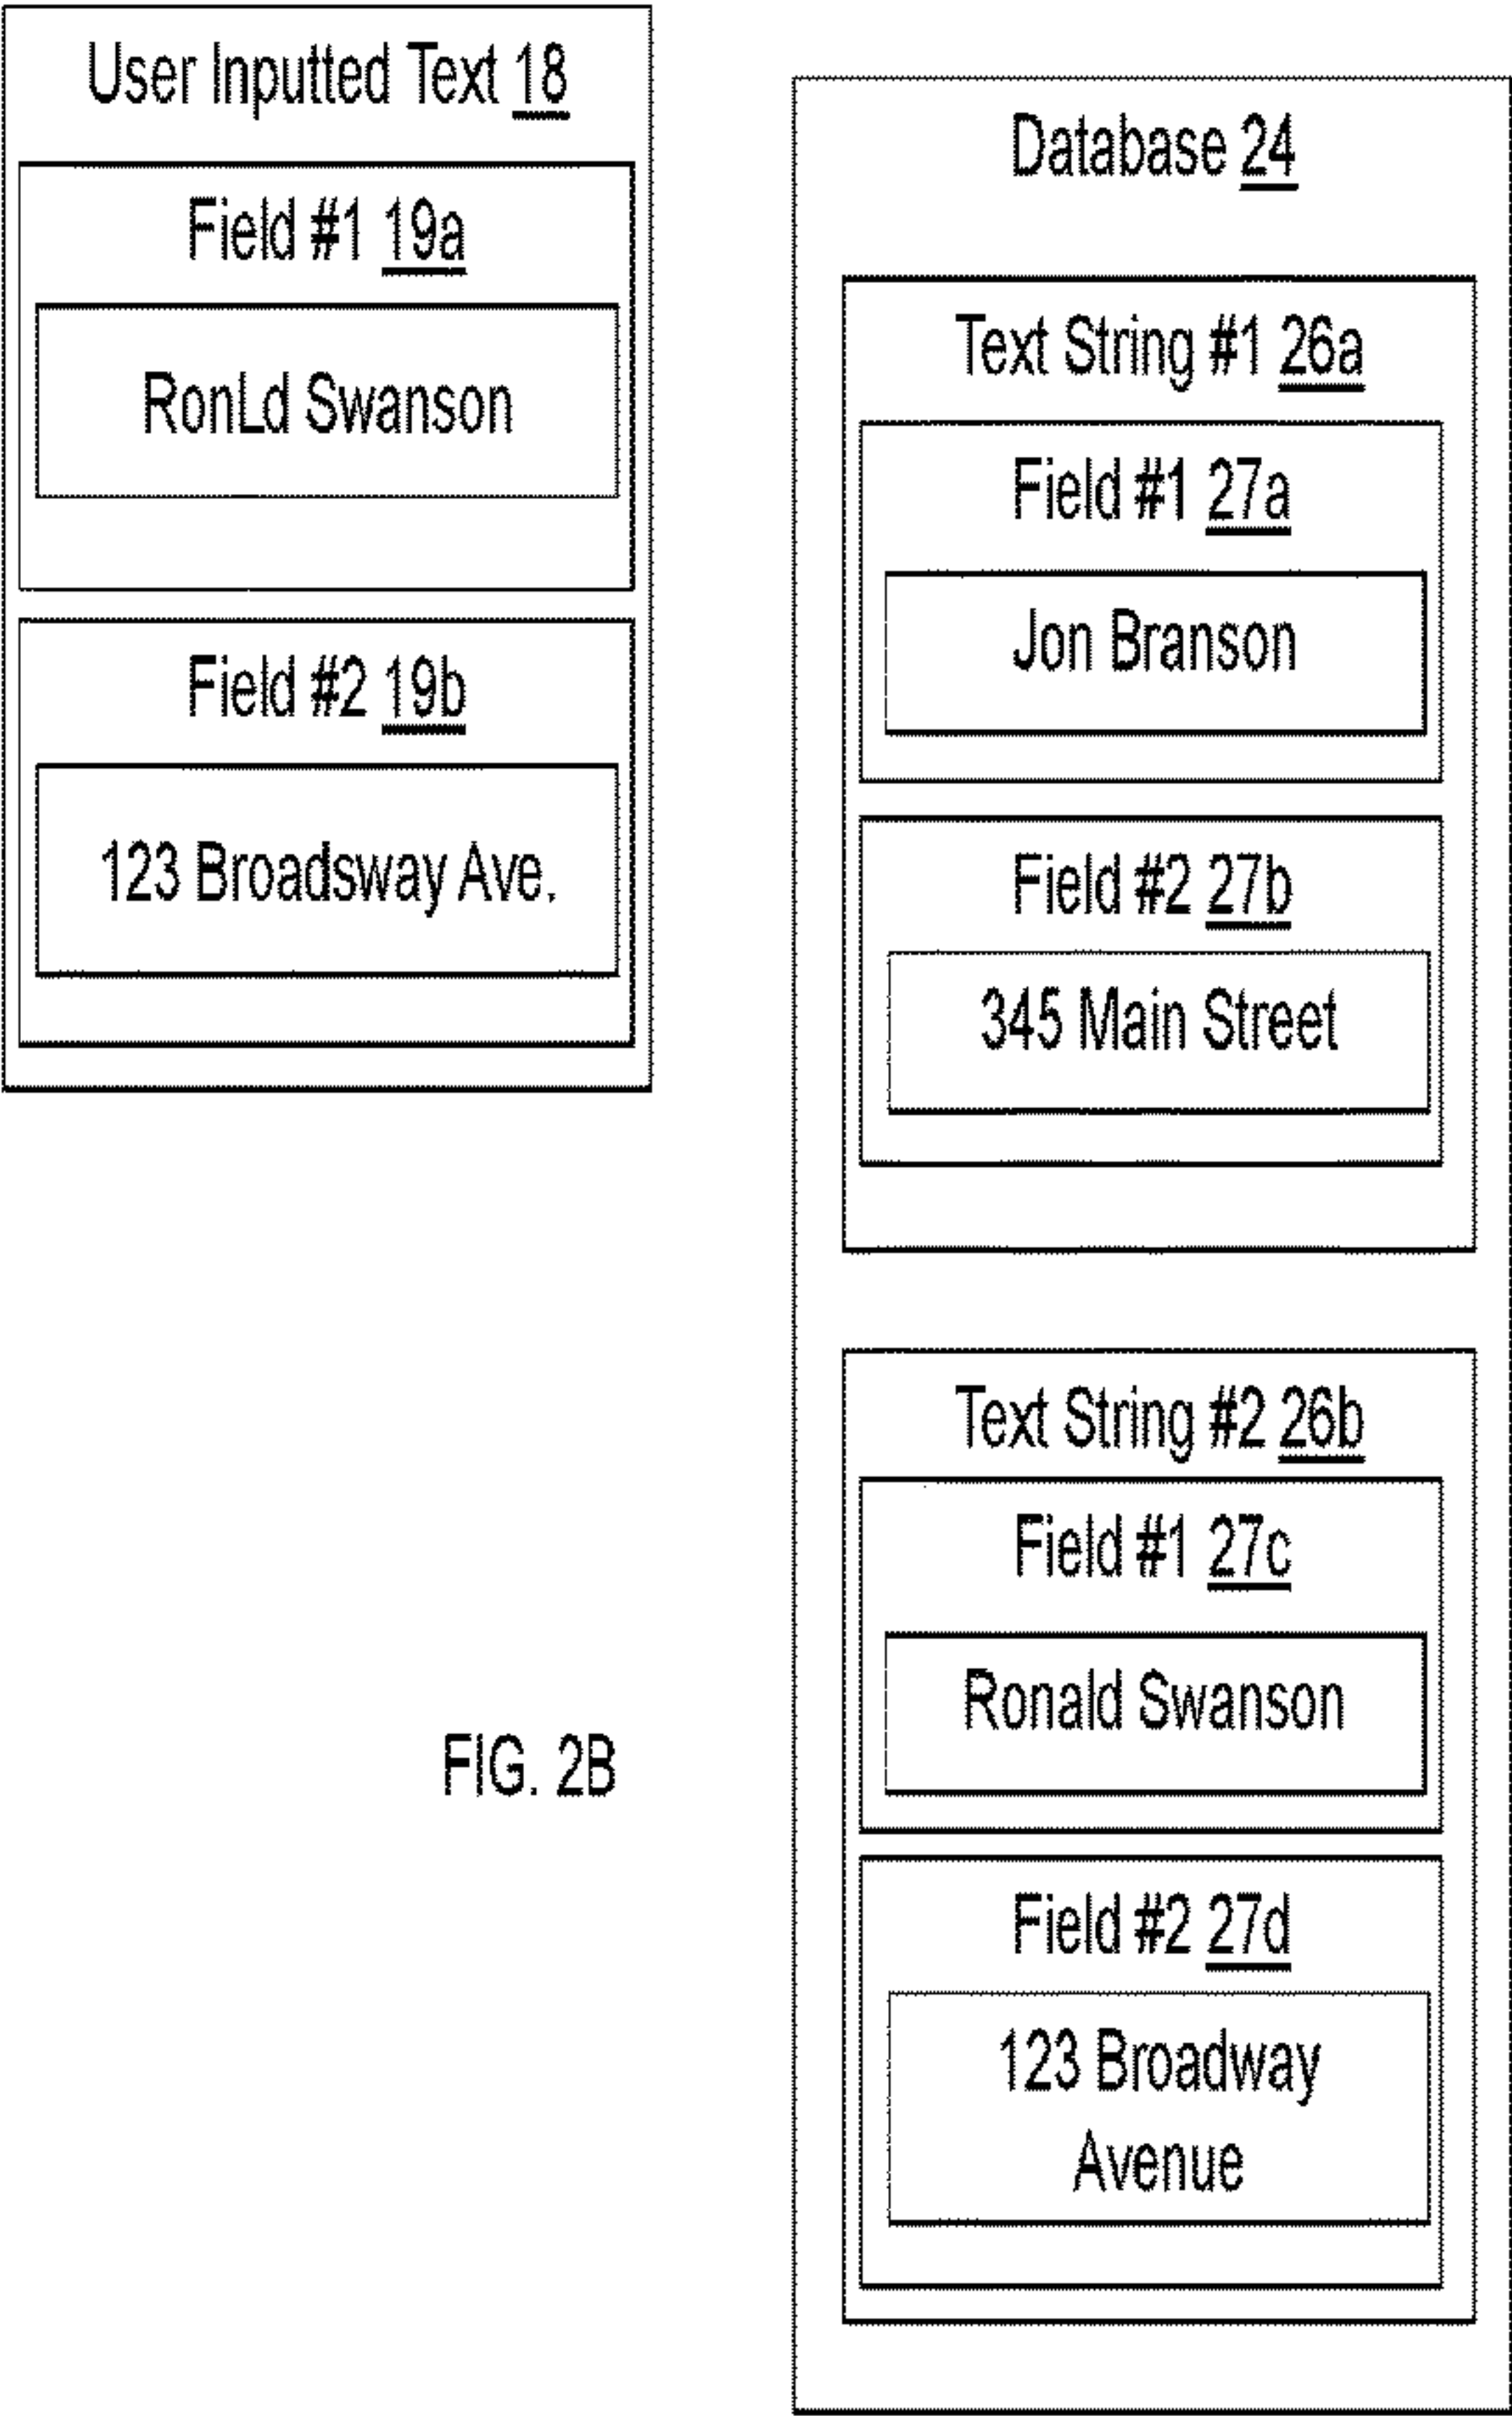 User Inputted Text 18
Field #1 19a
RonLd Swanson
Field #2 19b
123 Broadsway Ave.
Database 24
Text String #1 26a
Field #1 27a
Jon Branson
Field #2 27b
345 Main Street
Text String #2 26b
Field #1 27c
Ronald Swanson
Field #2 27d
123 Broadway
Avenue
FIG. 2B